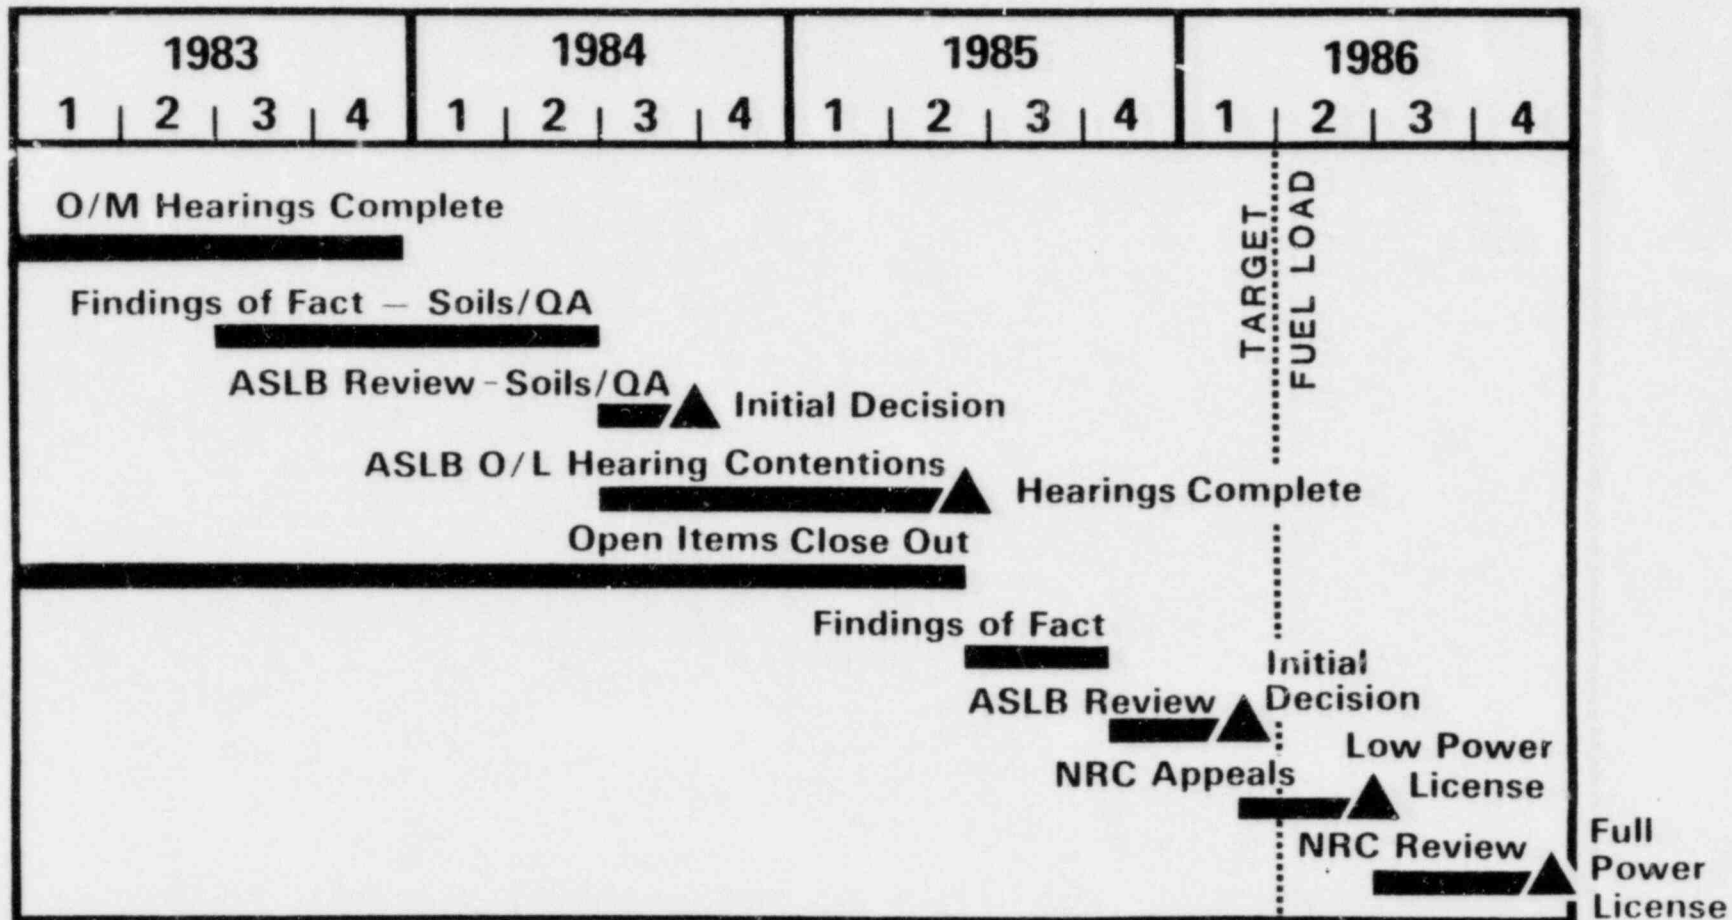 1983 1984 1985 1986
1 2 3 4 1 2 3 4 1 2 3 4 1 2 3 4
O/M Hearings Complete
TARGET
FUEL LOAD
Findings of Fact — Soils/QA
ASLB Review - Soils/QA
Initial Decision
ASLB O/L Hearing Contentions
Hearings Complete
Open Items Close Out
Findings of Fact
ASLB Review
Initial
Decision
NRC Appeals
Low Power
License
NRC Review
Full
Power
License